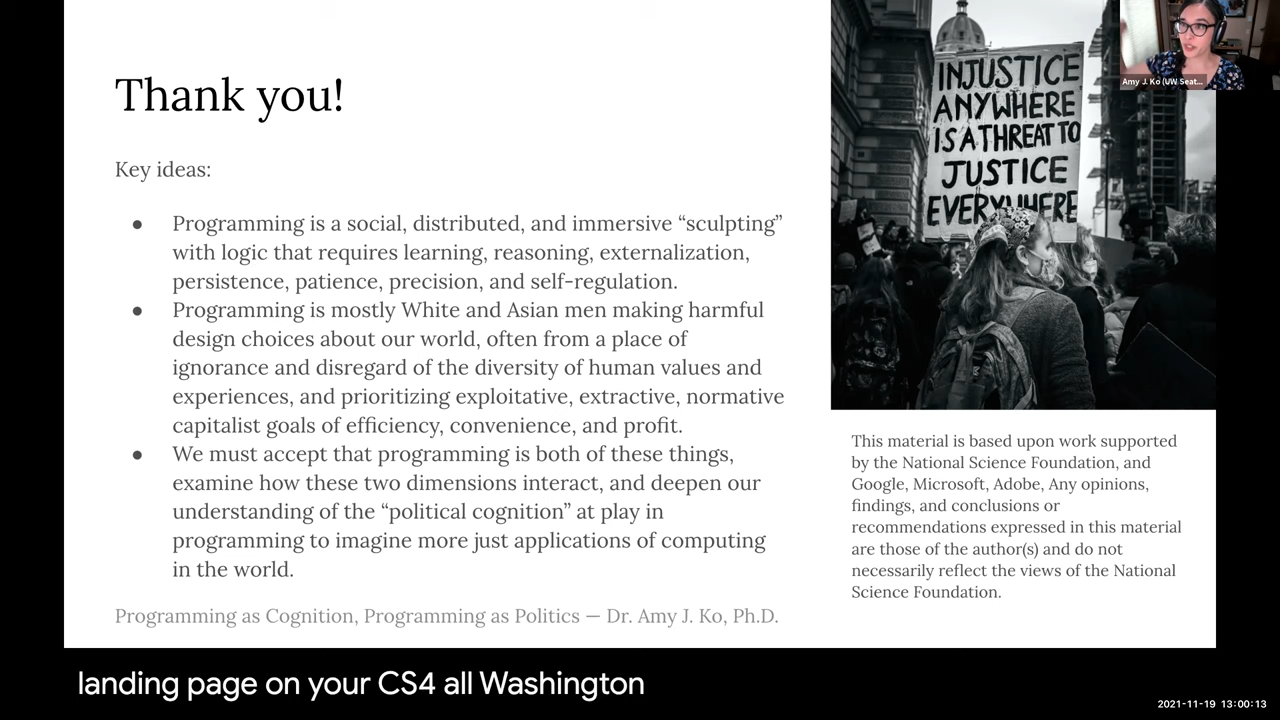 Thank you!
Key ideas:
● Programming is a social, distributed, and immersive “sculpting”
with logic that requires learning, reasoning, externalization,
persistence, patience, precision, and self-regulation.
● Programming is mostly White and Asian men making harmful
design choices about our world, often from a place of
ignorance and disregard of the diversity of human values and
experiences, and prioritizing exploitative, extractive, normative
capitalist goals of efficiency, convenience, and profit.
● We must accept that programming is both of these things,
examine how these two dimensions interact, and deepen our
understanding of the “political cognition” at play in
programming to imagine more just applications of computing
in the world.
Programming as Cognition, Programming as Politics — Dr. Amy J. Ko, Ph.D.
INJUSTICE
ANYWHERE
IS A THREAT TO
JUSTICE
EVERYWHERE
Amy J. Ko (UW Seat...
This material is based upon work supported
by the National Science Foundation, and
Google, Microsoft, Adobe, Any opinions,
findings, and conclusions or
recommendations expressed in this material
are those of the author(s) and do not
necessarily reflect the views of the National
Science Foundation.
landing page on your CS4 all Washington
2021-11-19 13:00:13